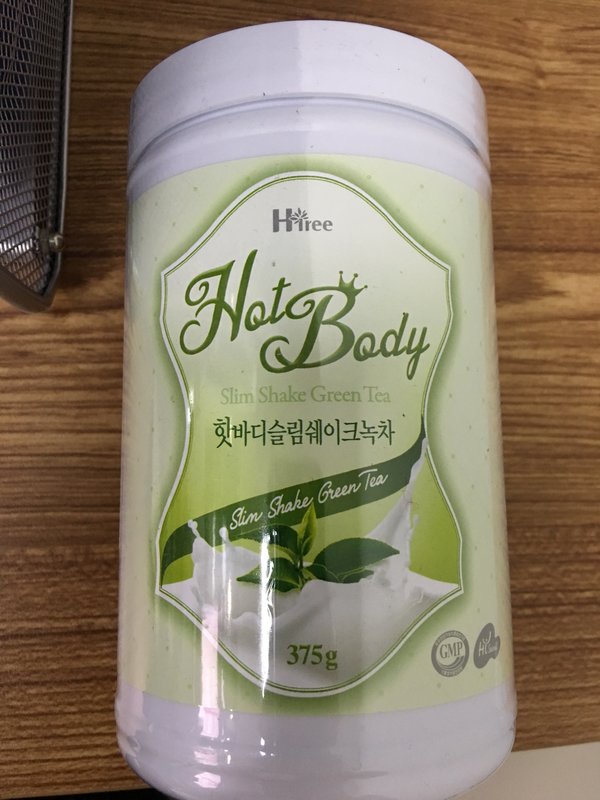 Htree
Hot Body
Slim Shake Green Tea
힛바디슬림쉐이크녹차
Slim Shake Green Tea
375g
GMP